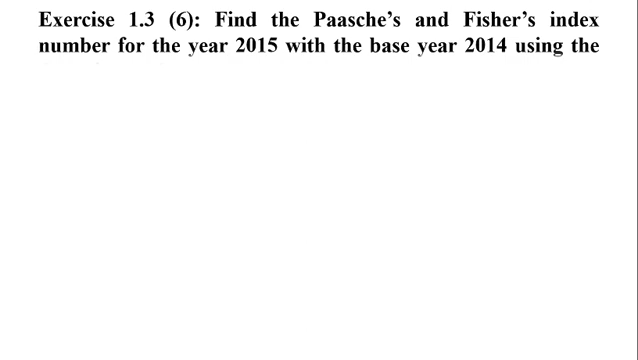 Exercise 1.3 (6): Find the Paasche’s and Fisher’s index
number for the year 2015 with the base year 2014 using the